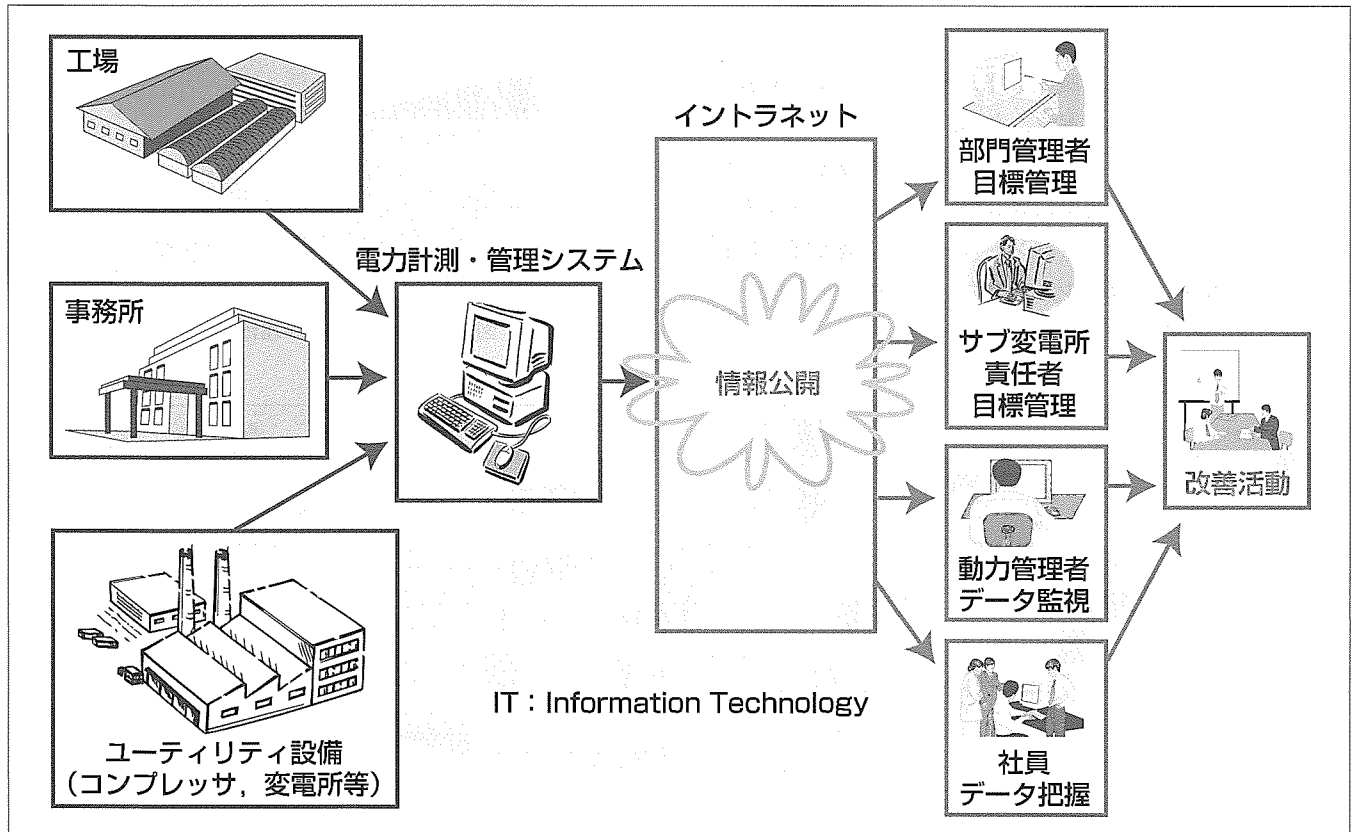 工場
事務所
ユーティリティ設備
(コンプレッサ，変電所等)
電力計測・管理システム
イントラネット
情報公開
IT：Information Technology
部門管理者
目標管理
サブ変電所
責任者
目標管理
動力管理者
データ監視
社員
データ把握
改善活動